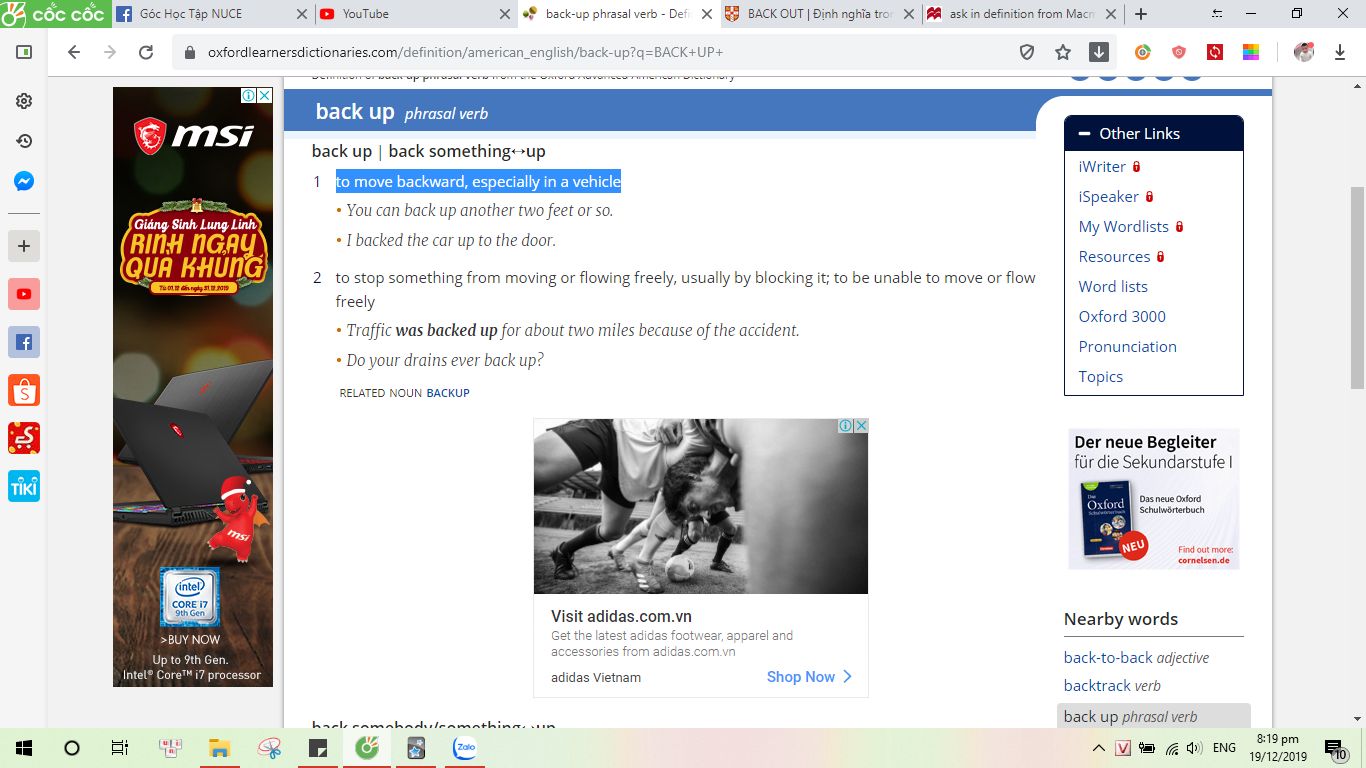 cốc cốc
Góc Học Tập NUCE
YouTube
back-up phrasal verb - Defi
BACK OUT | Định nghĩa tron
ask in definition from Macm
oxfordlearnersdictionaries.com/definition/american_english/back-up?q=BACK+UP+
Definition of back up phrasal verb from the Oxford Advanced American Dictionary
back up phrasal verb
back up | back something↔up
1 to move backward, especially in a vehicle
• You can back up another two feet or so.
• I backed the car up to the door.
2 to stop something from moving or flowing freely, usually by blocking it; to be unable to move or flow
freely
• Traffic was backed up for about two miles because of the accident.
• Do your drains ever back up?
RELATED NOUN BACKUP
Visit adidas.com.vn
Get the latest adidas footwear, apparel and
accessories from adidas.com.vn
adidas Vietnam
Shop Now
back somebody/something↔up
msi
Giáng Sinh Lung Linh
RINH NGAY
QUÀ KHỦNG
Từ 01.12 đến ngày 31.12.2019
msi
intel
CORE i7
9th Gen
>BUY NOW
Up to 9th Gen.
Intel® Core™ i7 processor
Other Links
iWriter
iSpeaker
My Wordlists
Resources
Word lists
Oxford 3000
Pronunciation
Topics
Der neue Begleiter
für die Sekundarstufe I
Das neue
Oxford
Schulwörterbuch
NEU
Das neue Oxford
Schulwörterbuch
Find out more:
cornelsen.de
Nearby words
back-to-back adjective
backtrack verb
back up phrasal verb
TIKI
Zalo
V
ENG
8:19 pm
19/12/2019
10